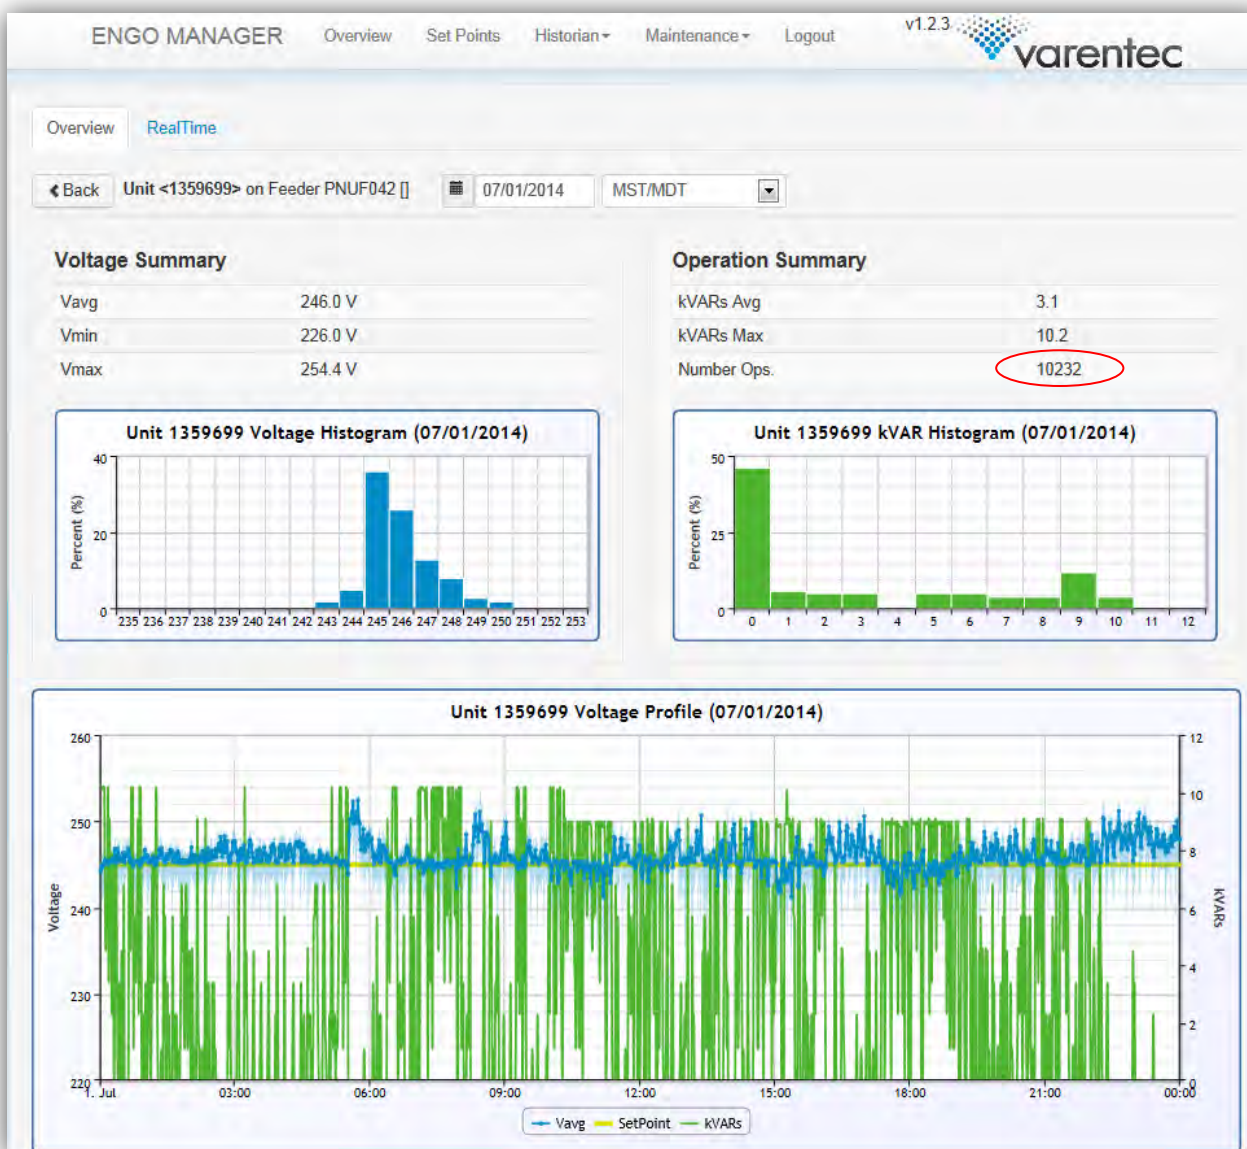 ENGO MANAGER Overview Set Points Historian Maintenance Logout v1.2.3 varentec
Overview RealTime
Back Unit <1359699> on Feeder PNUF042 [] 07/01/2014 MST/MDT
Voltage Summary
Vavg 246.0 V
Vmin 226.0 V
Vmax 254.4 V
Operation Summary
kVARs Avg 3.1
kVARs Max 10.2
Number Ops. 10232
Unit 1359699 Voltage Histogram (07/01/2014)
Percent (%)
40
20
0
235 236 237 238 239 240 241 242 243 244 245 246 247 248 249 250 251 252 253
Unit 1359699 kVAR Histogram (07/01/2014)
Percent (%)
50
25
0
0 1 2 3 4 5 6 7 8 9 10 11 12
Unit 1359699 Voltage Profile (07/01/2014)
Voltage
260
250
240
230
220
12
10
8
6
4
2
0
kVARs
1. Jul 03:00 06:00 09:00 12:00 15:00 18:00 21:00 00:00
Vavg SetPoint kVARs